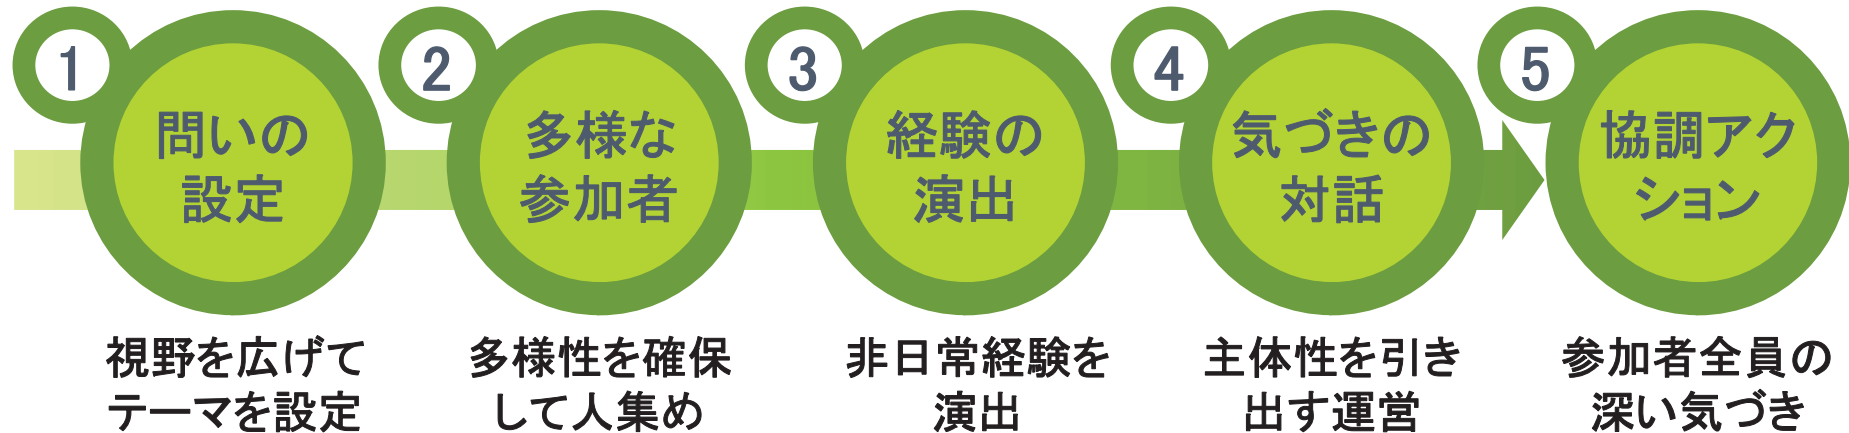 1
問いの
設定
視野を広げて
テーマを設定
2
多様な
参加者
多様性を確保
して人集め
3
経験の
演出
非日常経験を
演出
4
気づきの
対話
主体性を引き
出す運営
5
協調アク
ション
参加者全員の
深い気づき